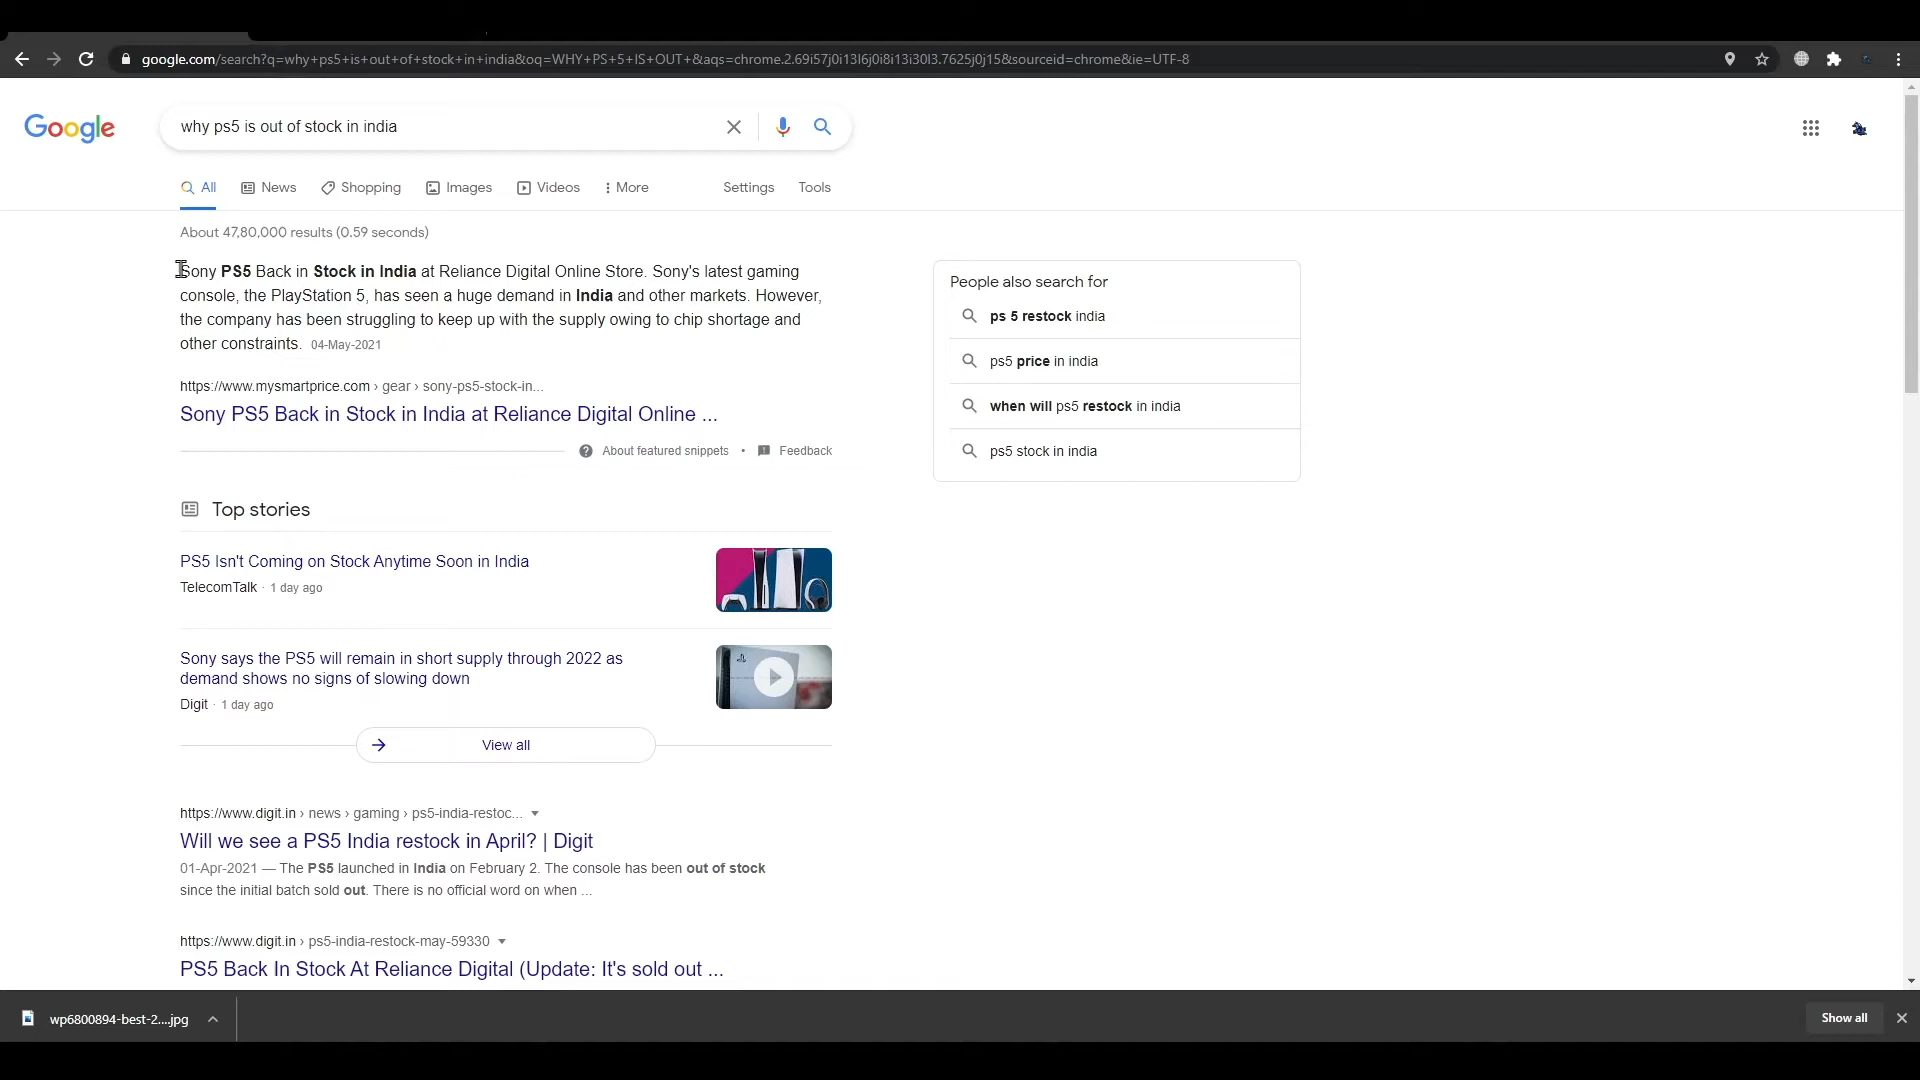 google.com/search?q=why+ps5+is+out+of+stock+in+india&oq=WHY+PS+5+IS+OUT+&aqs=chrome.2.69i57j0i13l6j0i8i13i30l3.7625j0j15&sourceid=chrome&ie=UTF-8
Google
why ps5 is out of stock in india
All News Shopping Images Videos More Settings Tools
About 47,80,000 results (0.59 seconds)
Sony PS5 Back in Stock in India at Reliance Digital Online Store. Sony's latest gaming
console, the PlayStation 5, has seen a huge demand in India and other markets. However,
the company has been struggling to keep up with the supply owing to chip shortage and
other constraints. 04-May-2021
https://www.mysmartprice.com › gear › sony-ps5-stock-in...
Sony PS5 Back in Stock in India at Reliance Digital Online ...
About featured snippets • Feedback
People also search for
ps 5 restock india
ps5 price in india
when will ps5 restock in india
ps5 stock in india
Top stories
PS5 Isn't Coming on Stock Anytime Soon in India
TelecomTalk · 1 day ago
Sony says the PS5 will remain in short supply through 2022 as
demand shows no signs of slowing down
Digit · 1 day ago
View all
https://www.digit.in › news › gaming › ps5-india-restoc...
Will we see a PS5 India restock in April? | Digit
01-Apr-2021 — The PS5 launched in India on February 2. The console has been out of stock
since the initial batch sold out. There is no official word on when ...
https://www.digit.in › ps5-india-restock-may-59330
PS5 Back In Stock At Reliance Digital (Update: It's sold out ...
wp6800894-best-2....jpg
Show all